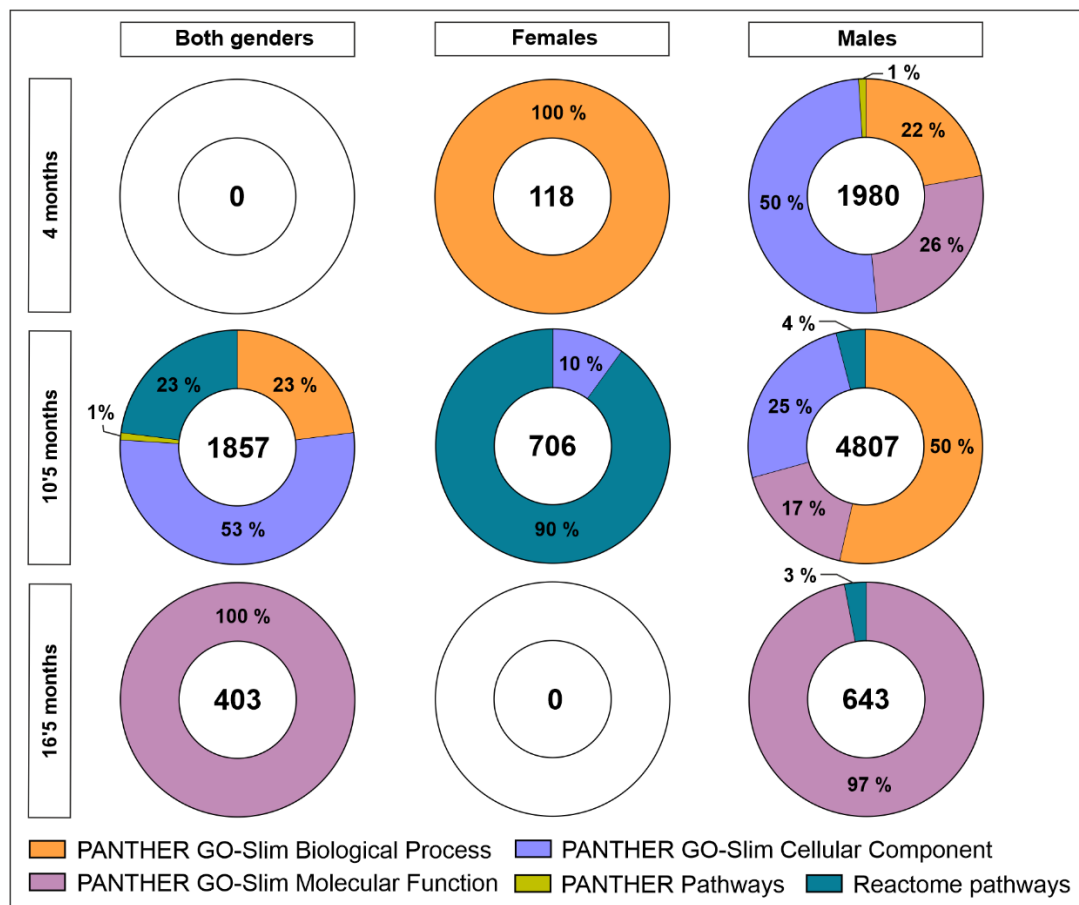 Both genders
Females
Males
4 months
0
100 %
118
1 %
22 %
50 %
1980
26 %
10'5 months
23 %
23 %
1%
1857
53 %
10 %
706
90 %
4 %
25 %
4807
50 %
17 %
16'5 months
100 %
403
0
3 %
643
97 %
PANTHER GO-Slim Biological Process
PANTHER GO-Slim Cellular Component
PANTHER GO-Slim Molecular Function
PANTHER Pathways
Reactome pathways